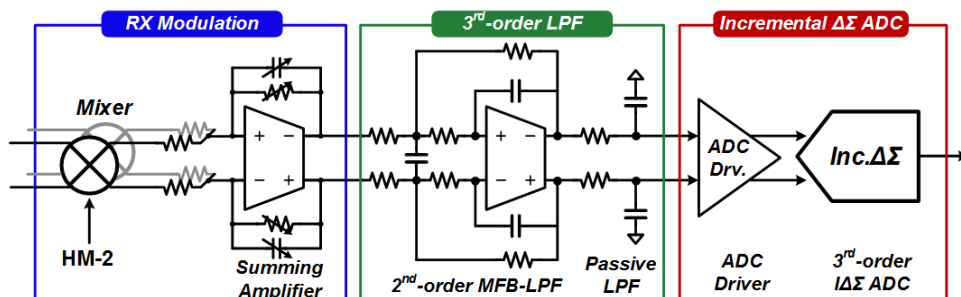 RX Modulation
3rd-order LPF
Incremental ΔΣ ADC
Mixer
+ −
− +
+ −
− +
ADC
Drv.
Inc.ΔΣ
HM-2
Summing
Amplifier
2nd-order MFB-LPF
Passive
LPF
ADC
Driver
3rd-order
IΔΣ ADC